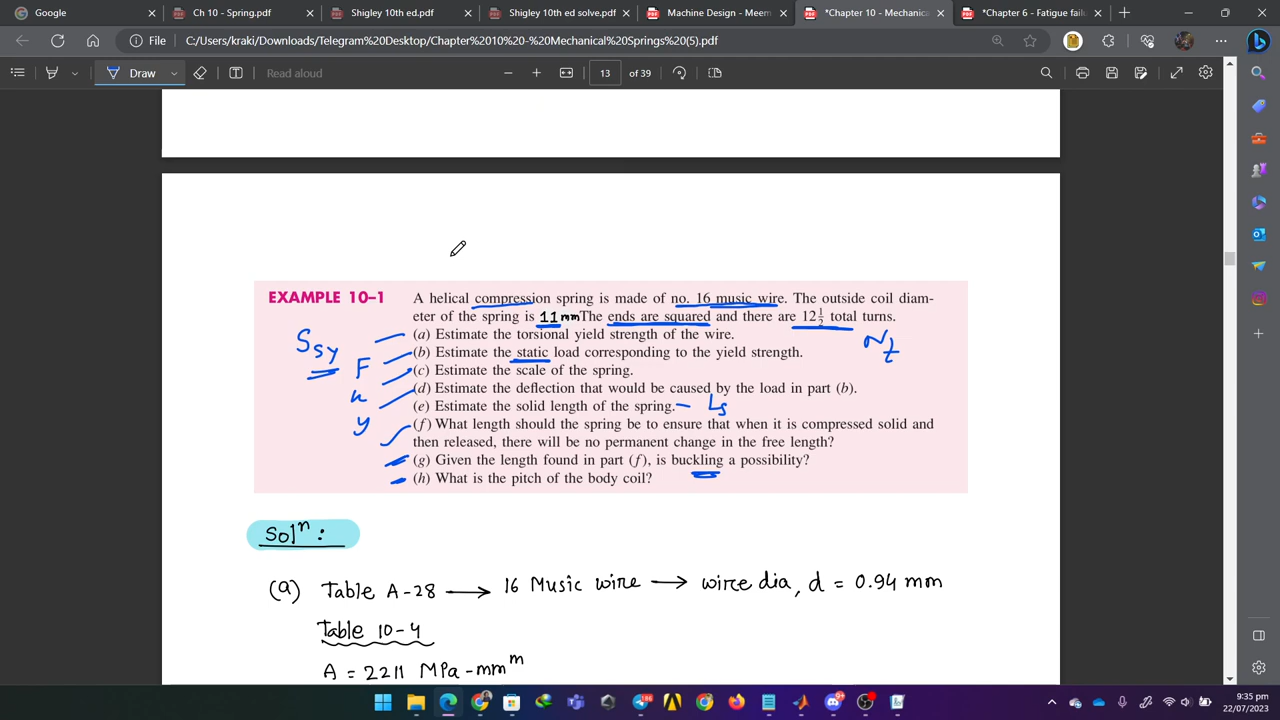 Google
Ch 10 - Spring.pdf
Shigley 10th ed.pdf
Shigley 10th ed solve.pdf
Machine Design - Meem
*Chapter 10 - Mechanica
*Chapter 6 - Fatigue fail
File
C:/Users/kraki/Downloads/Telegram%20Desktop/Chapter%2010%20-%20Mechanical%20Springs%20(5).pdf
Draw
Read aloud
13 of 39
EXAMPLE 10–1
A helical compression spring is made of no. 16 music wire. The outside coil diam-
eter of the spring is 11mmThe ends are squared and there are 12½ total turns.
(a) Estimate the torsional yield strength of the wire.
(b) Estimate the static load corresponding to the yield strength.
(c) Estimate the scale of the spring.
(d) Estimate the deflection that would be caused by the load in part (b).
(e) Estimate the solid length of the spring.
(f) What length should the spring be to ensure that when it is compressed solid and
then released, there will be no permanent change in the free length?
(g) Given the length found in part (f), is buckling a possibility?
(h) What is the pitch of the body coil?
Ssy
F
k
y
Nt
Ls
Solⁿ :
(a) Table A-28 → 16 Music wire → wire dia, d = 0.94 mm
Table 10-4
A = 2211 MPa-mmᵐ
9:35 pm
22/07/2023